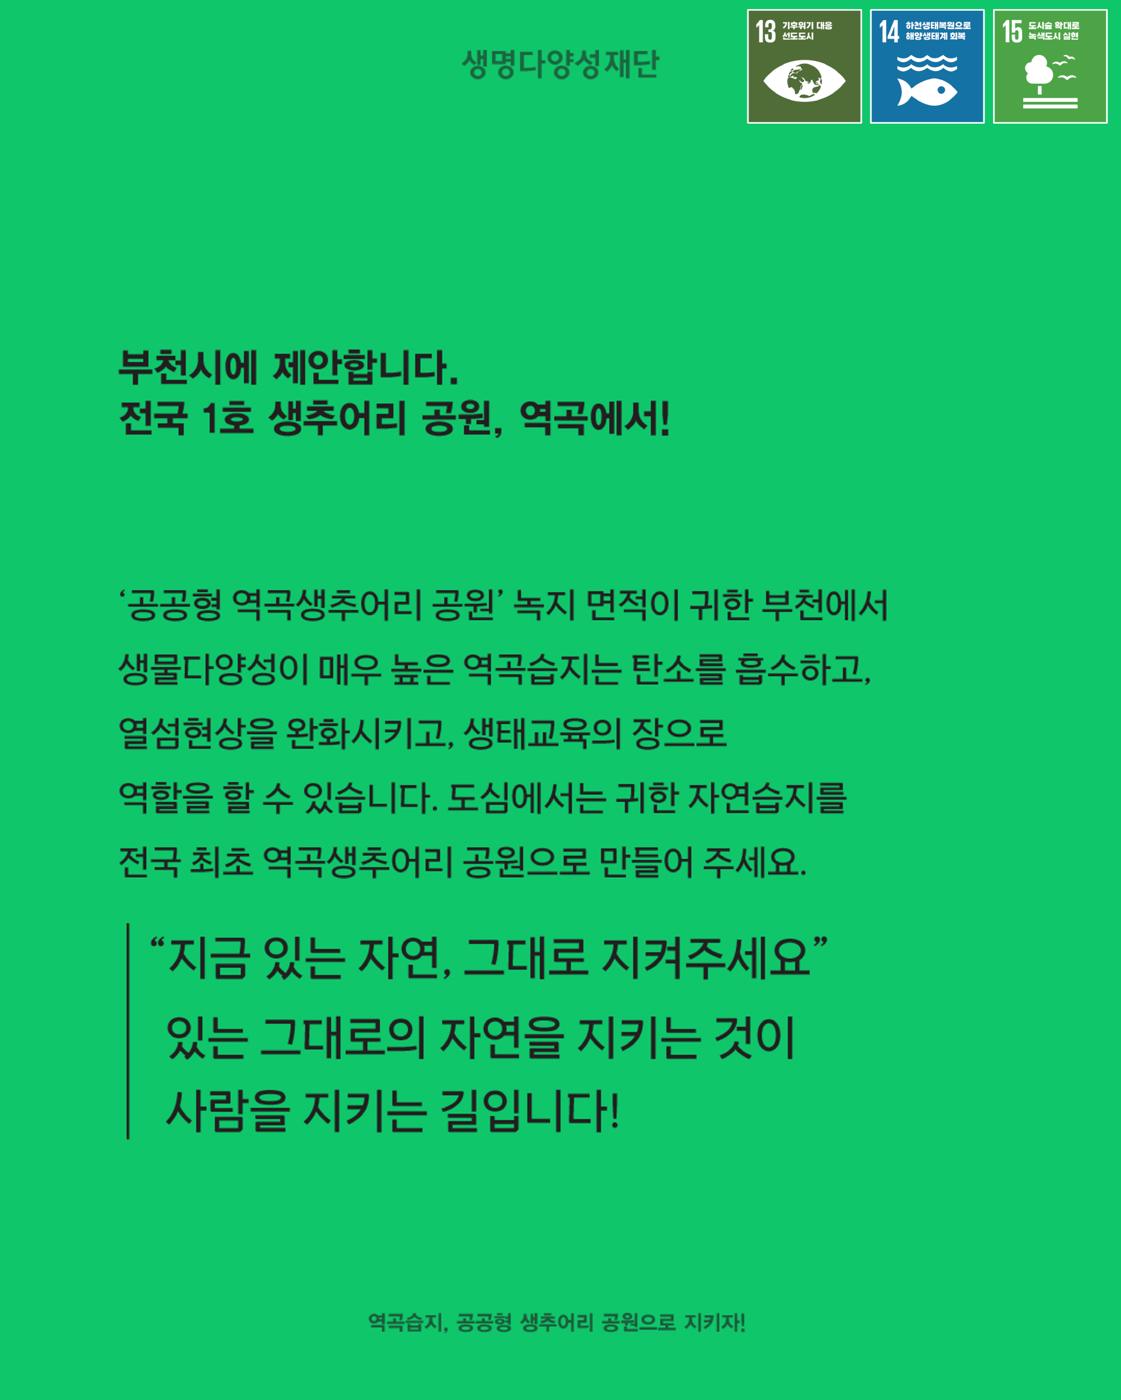 생명다양성재단
13 기후위기 대응
선도도시
14 하천생태복원으로
해양생태계 회복
15 도시숲 확대로
녹색도시 실현
부천시에 제안합니다.
전국 1호 생추어리 공원, 역곡에서!
‘공공형 역곡생추어리 공원’ 녹지 면적이 귀한 부천에서
생물다양성이 매우 높은 역곡습지는 탄소를 흡수하고,
열섬현상을 완화시키고, 생태교육의 장으로
역할을 할 수 있습니다. 도심에서는 귀한 자연습지를
전국 최초 역곡생추어리 공원으로 만들어 주세요.
“지금 있는 자연, 그대로 지켜주세요”
있는 그대로의 자연을 지키는 것이
사람을 지키는 길입니다!
역곡습지, 공공형 생추어리 공원으로 지키자!